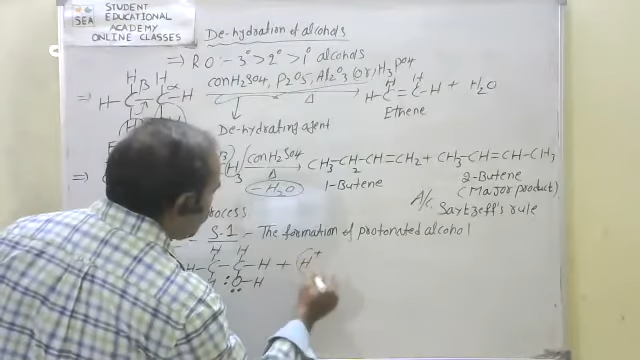 STUDENT
EDUCATIONAL
ACADEMY
ONLINE CLASSES
SEA
De-hydration of alcohols
⇒ RO:- 3° > 2° > 1° alcohols
conH2SO4, P2O5, Al2O3 (Or) H3PO4
Δ
H β H α
⇒ H-C-C-H
H H
H-C=C-H + H2O
Ethene
De-hydrating agent
⇒ conH2SO4
Δ
-H2O
CH3-CH2-CH=CH2 + CH3-CH=CH-CH3
1-Butene
2-Butene
(Major product)
A/c. Saytzeff's rule
process
S-1 :- The formation of protonated alcohol
H H
H-C-C-H + H+
H :O-H